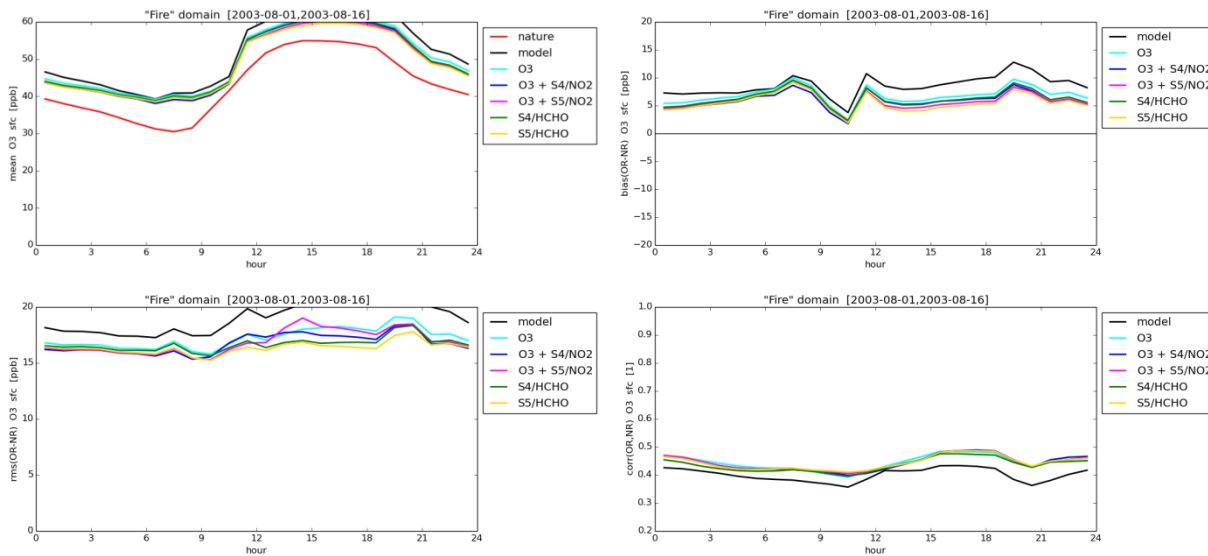 "Fire" domain [2003-08-01,2003-08-16]
mean O3 sfc [ppb]
60
50
40
30
20
10
0
0 3 6 9 12 15 18 21 24
hour
nature
model
O3
O3 + S4/NO2
O3 + S5/NO2
S4/HCHO
S5/HCHO
"Fire" domain [2003-08-01,2003-08-16]
bias(OR-NR) O3 sfc [ppb]
20
15
10
5
0
−5
−10
−15
−20
0 3 6 9 12 15 18 21 24
hour
model
O3
O3 + S4/NO2
O3 + S5/NO2
S4/HCHO
S5/HCHO
"Fire" domain [2003-08-01,2003-08-16]
rms(OR-NR) O3 sfc [ppb]
20
15
10
5
0
0 3 6 9 12 15 18 21 24
hour
model
O3
O3 + S4/NO2
O3 + S5/NO2
S4/HCHO
S5/HCHO
"Fire" domain [2003-08-01,2003-08-16]
corr(OR,NR) O3 sfc [1]
1.0
0.9
0.8
0.7
0.6
0.5
0.4
0.3
0.2
0 3 6 9 12 15 18 21 24
hour
model
O3
O3 + S4/NO2
O3 + S5/NO2
S4/HCHO
S5/HCHO